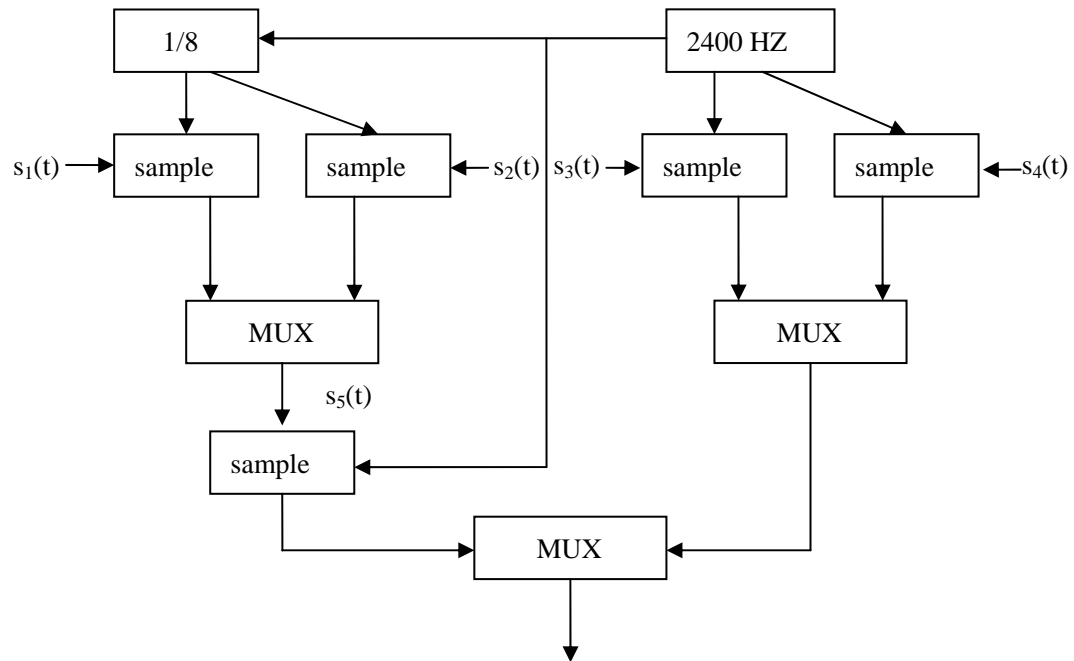 1/8
2400 HZ
s₁(t)
sample
sample
s₂(t)
s₃(t)
sample
sample
s₄(t)
MUX
MUX
s₅(t)
sample
MUX